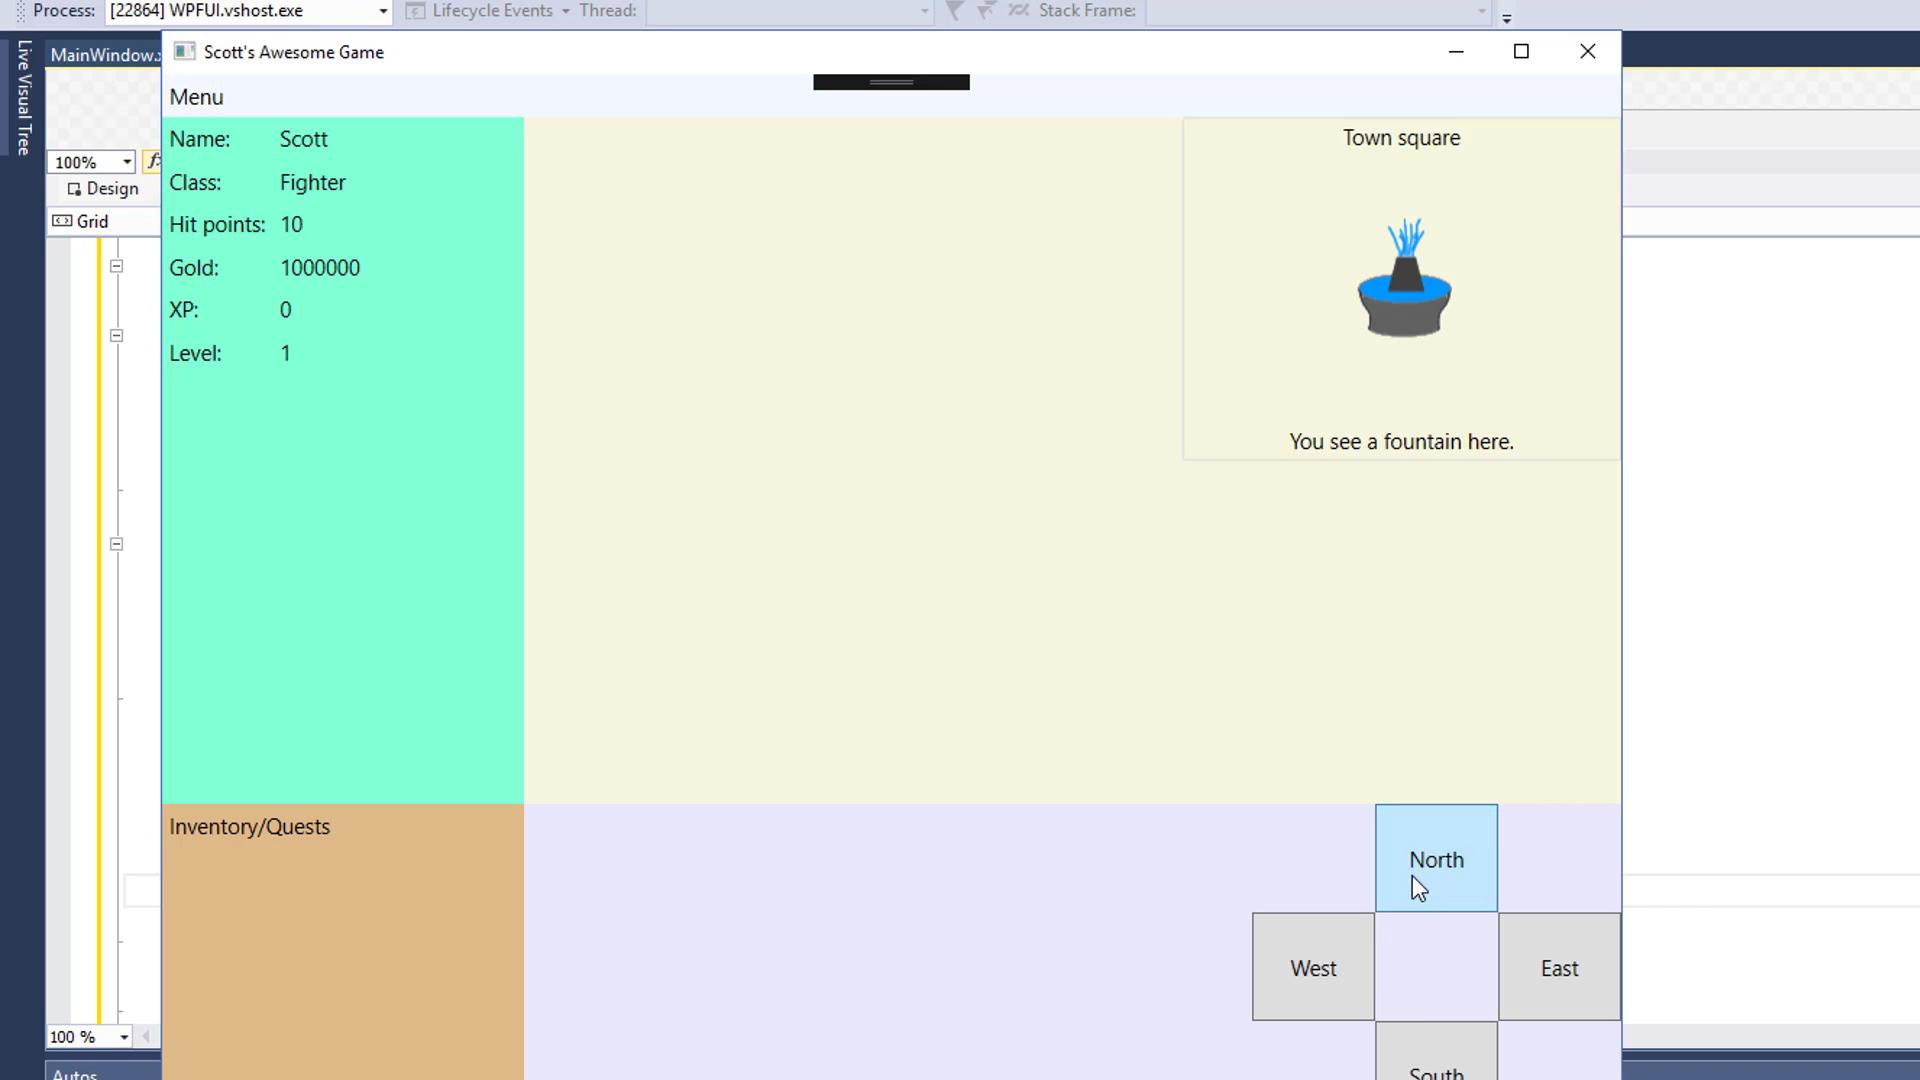 Process: [22864] WPFUI.vshost.exe Lifecycle Events Thread: Stack Frame:
Live Visual Tree
MainWindow.x
Scott's Awesome Game
Menu
100%
Design
Grid
Name: Scott
Class: Fighter
Hit points: 10
Gold: 1000000
XP: 0
Level: 1
Town square
You see a fountain here.
Inventory/Quests
North
West
East
South
100 %
Autos